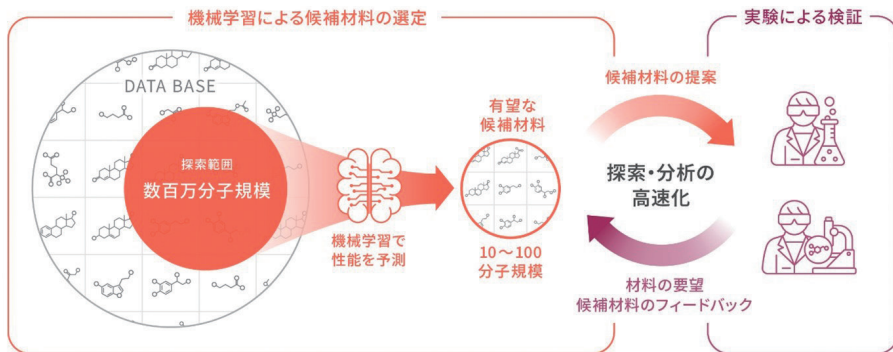 機械学習による候補材料の選定
実験による検証
DATA BASE
探索範囲
数百万分子規模
機械学習で
性能を予測
有望な
候補材料
10～100
分子規模
候補材料の提案
探索・分析の
高速化
材料の要望
候補材料のフィードバック